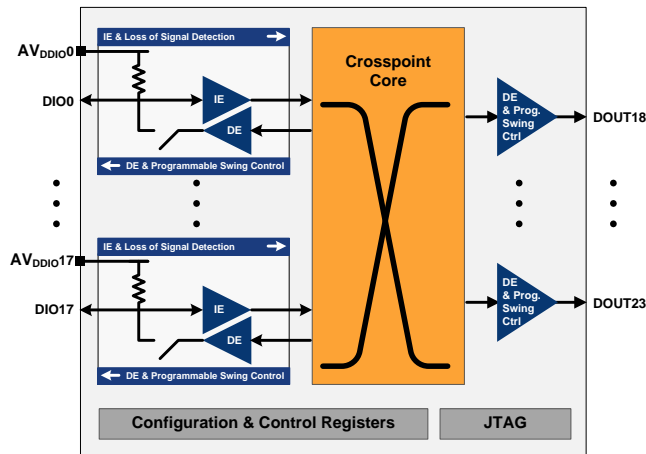 IE & Loss of Signal Detection
AVDDIO0
DIO0
IE
DE
DE & Programmable Swing Control
IE & Loss of Signal Detection
AVDDIO17
DIO17
IE
DE
DE & Programmable Swing Control
Crosspoint
Core
DE
& Prog.
Swing
Ctrl
DOUT18
DE
& Prog.
Swing
Ctrl
DOUT23
Configuration & Control Registers
JTAG